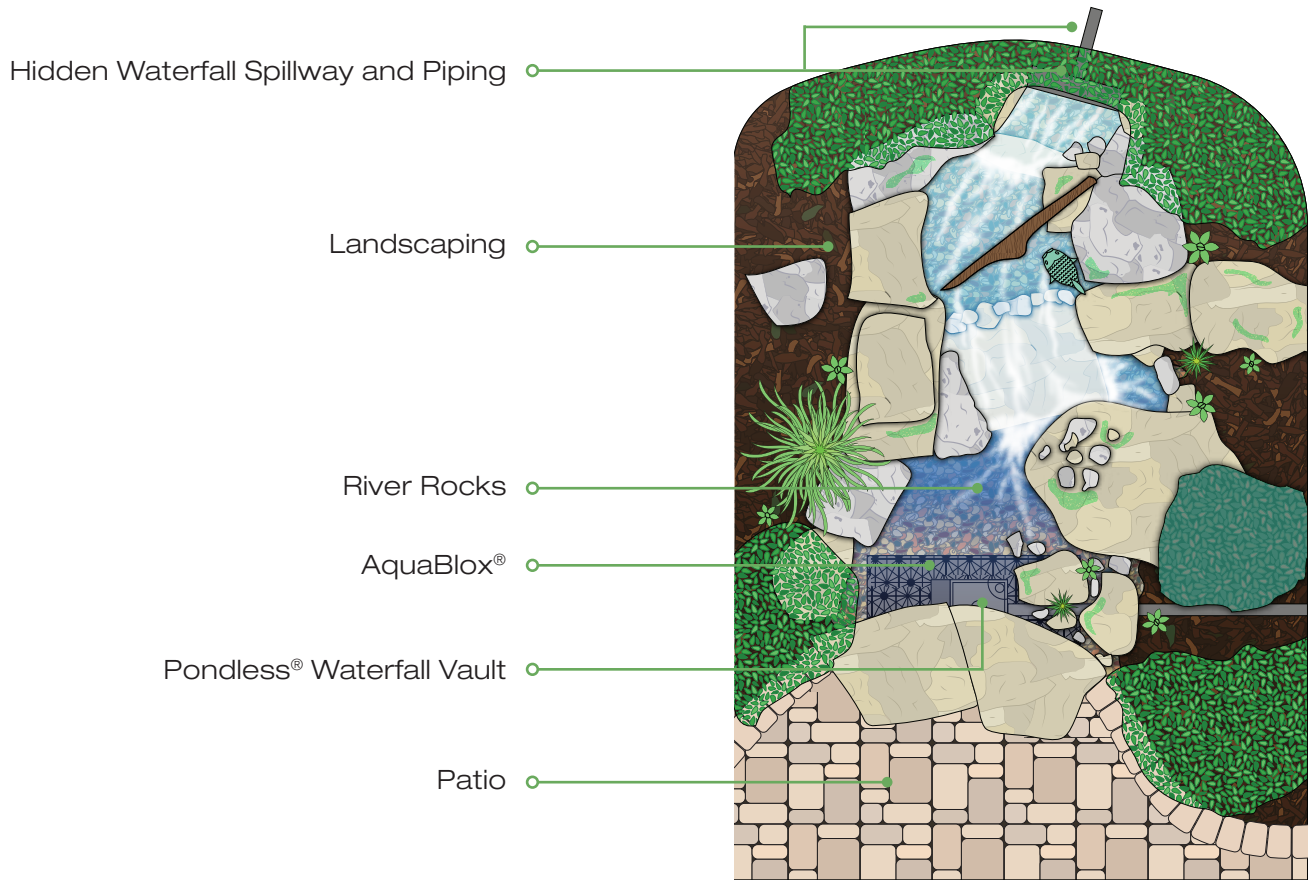 Hidden Waterfall Spillway and Piping
Landscaping
River Rocks
AquaBlox®
Pondless® Waterfall Vault
Patio